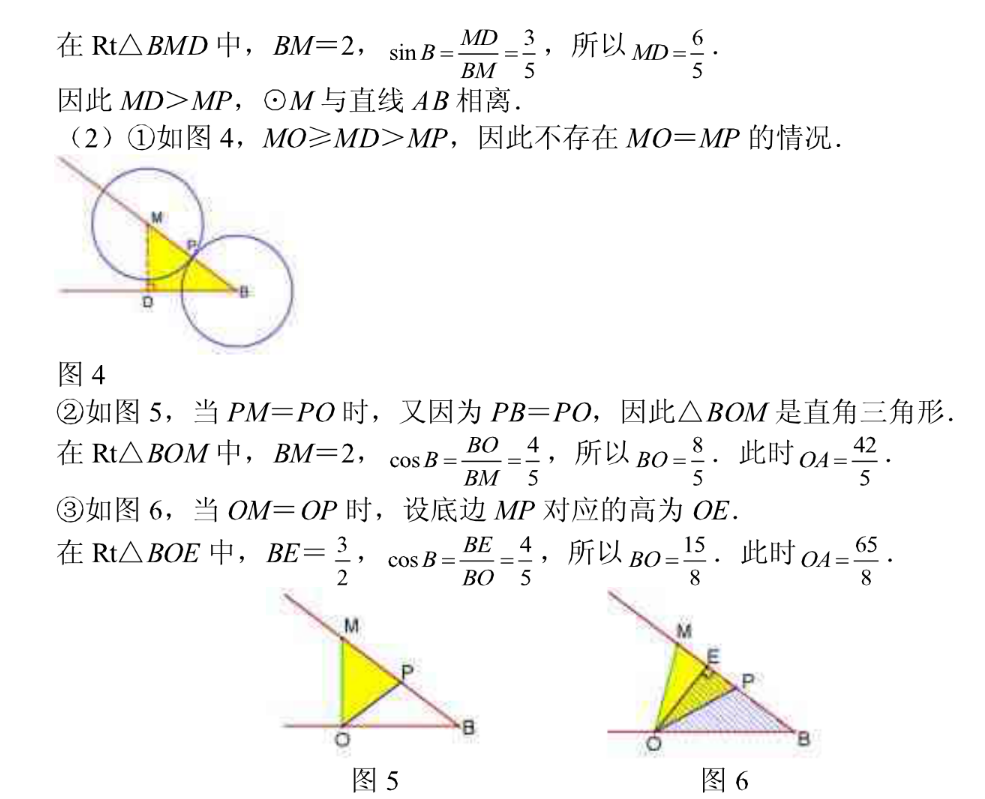 在 Rt△BMD 中，BM＝2， sin B = MD/BM = 3/5 ，所以 MD = 6/5 ．
因此 MD＞MP，⊙M 与直线 AB 相离．
（2）①如图 4，MO≥MD＞MP，因此不存在 MO＝MP 的情况．
M
P
D
B
图 4
②如图 5，当 PM＝PO 时，又因为 PB＝PO，因此△BOM 是直角三角形．
在 Rt△BOM 中，BM＝2， cos B = BO/BM = 4/5 ，所以 BO = 8/5 ．此时 OA = 42/5 ．
③如图 6，当 OM＝OP 时，设底边 MP 对应的高为 OE．
在 Rt△BOE 中，BE＝ 3/2 ， cos B = BE/BO = 4/5 ，所以 BO = 15/8 ．此时 OA = 65/8 ．
M
P
O
B
M
E
P
O
B
图 5 图 6